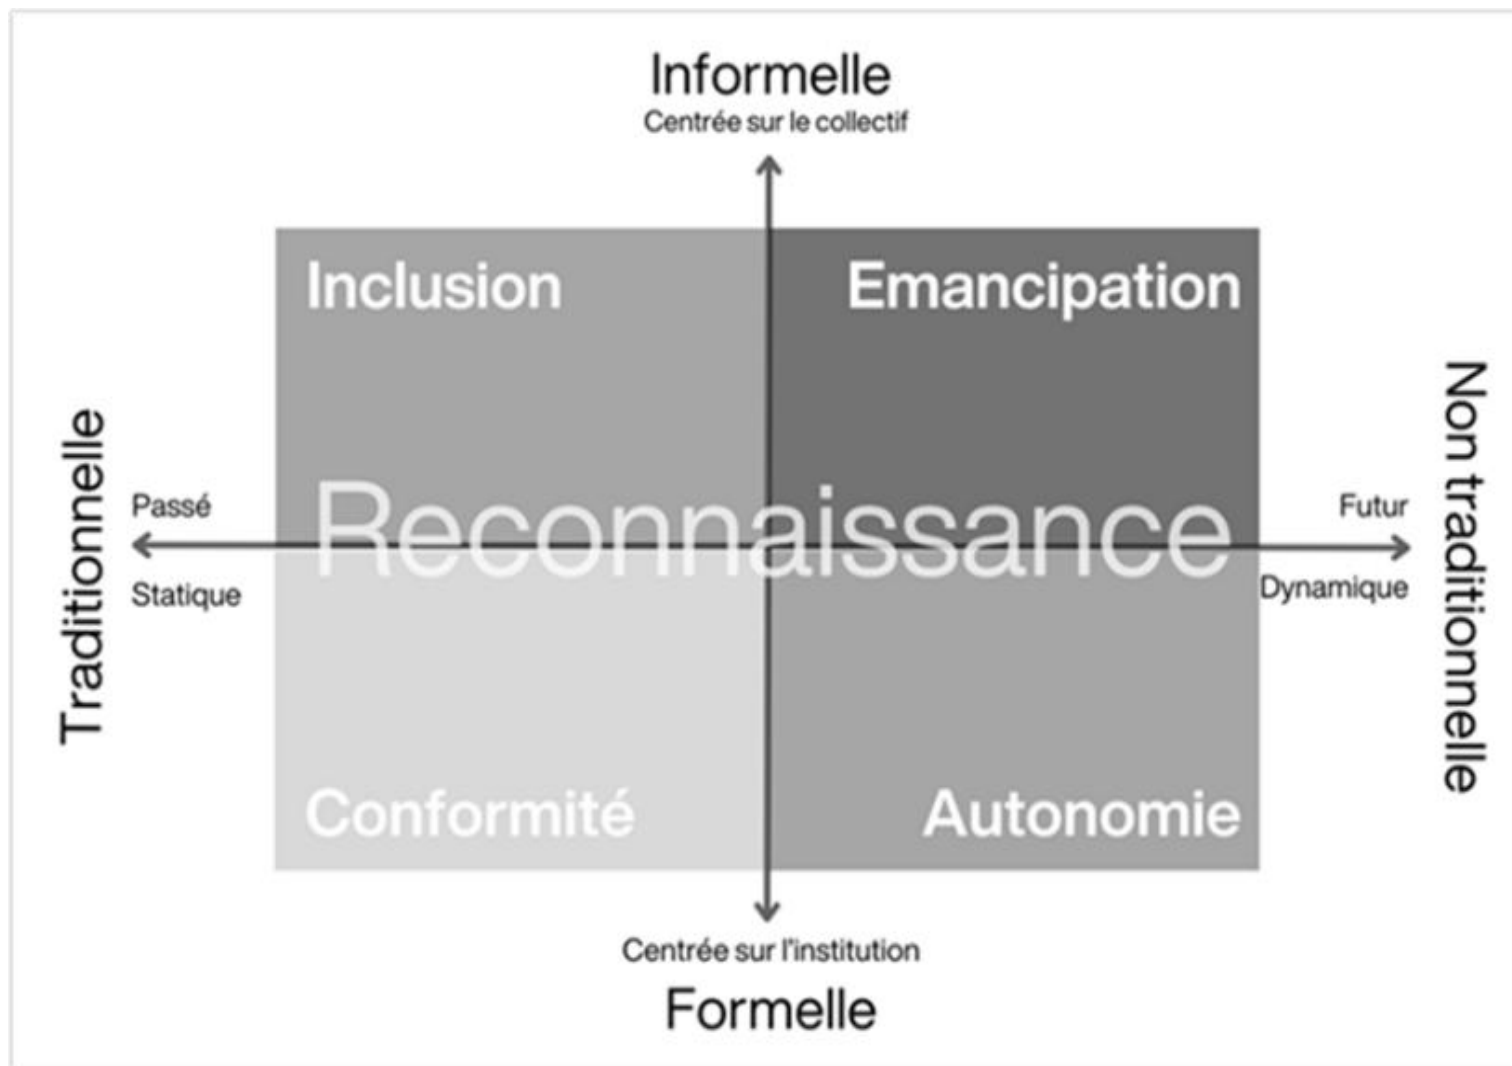 Informelle
Centrée sur le collectif
Inclusion
Emancipation
Traditionnelle
Non traditionnelle
Passé
Futur
Reconnaissance
Statique
Dynamique
Conformité
Autonomie
Centrée sur l'institution
Formelle